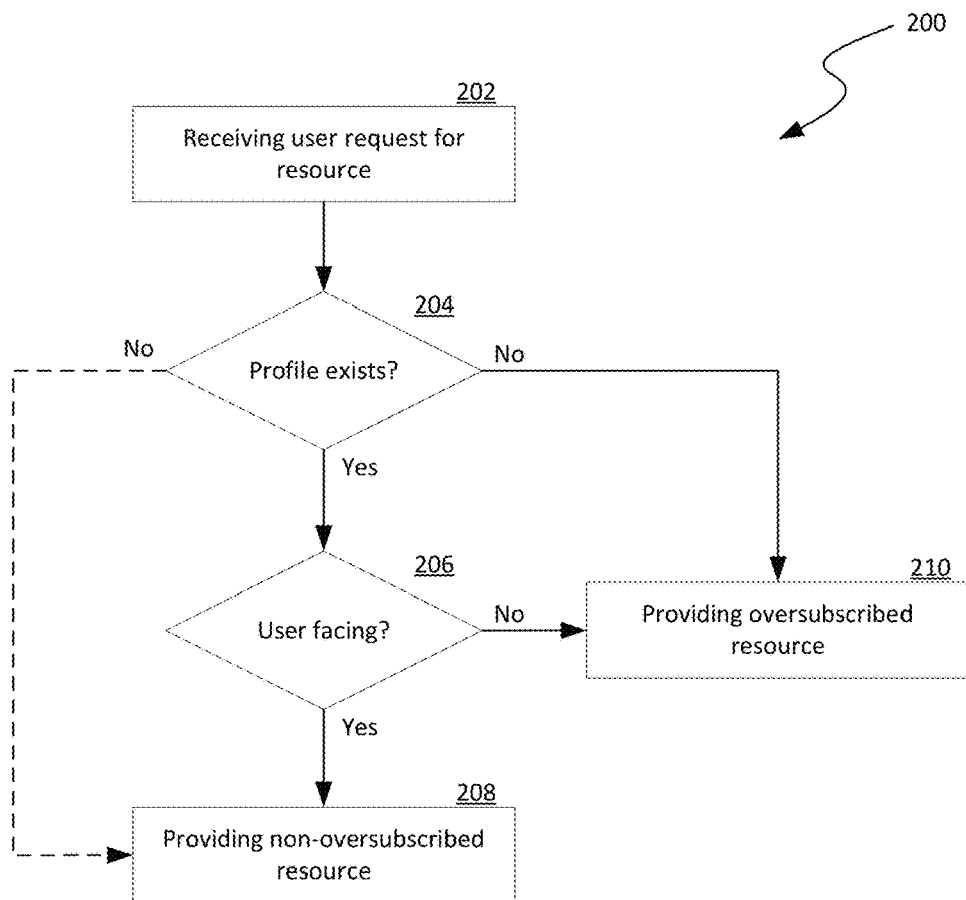 200
202
Receiving user request for
resource
204
No
Profile exists?
No
Yes
206
User facing?
No
210
Providing oversubscribed
resource
Yes
208
Providing non-oversubscribed
resource